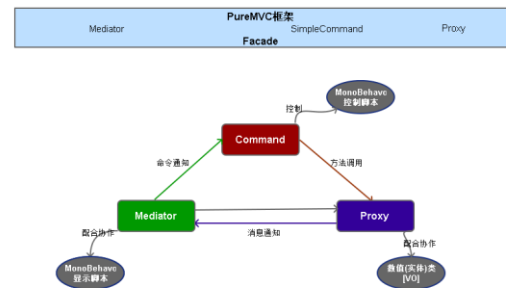 PureMVC框架
Mediator SimpleCommand Proxy
Facade
MonoBehavc
控制脚本
控制
Command
命令通知 方法调用
Mediator Proxy
消息通知
配合协作 配合协作
MonoBehavc
显示脚本
数值(实体)类
[VO]